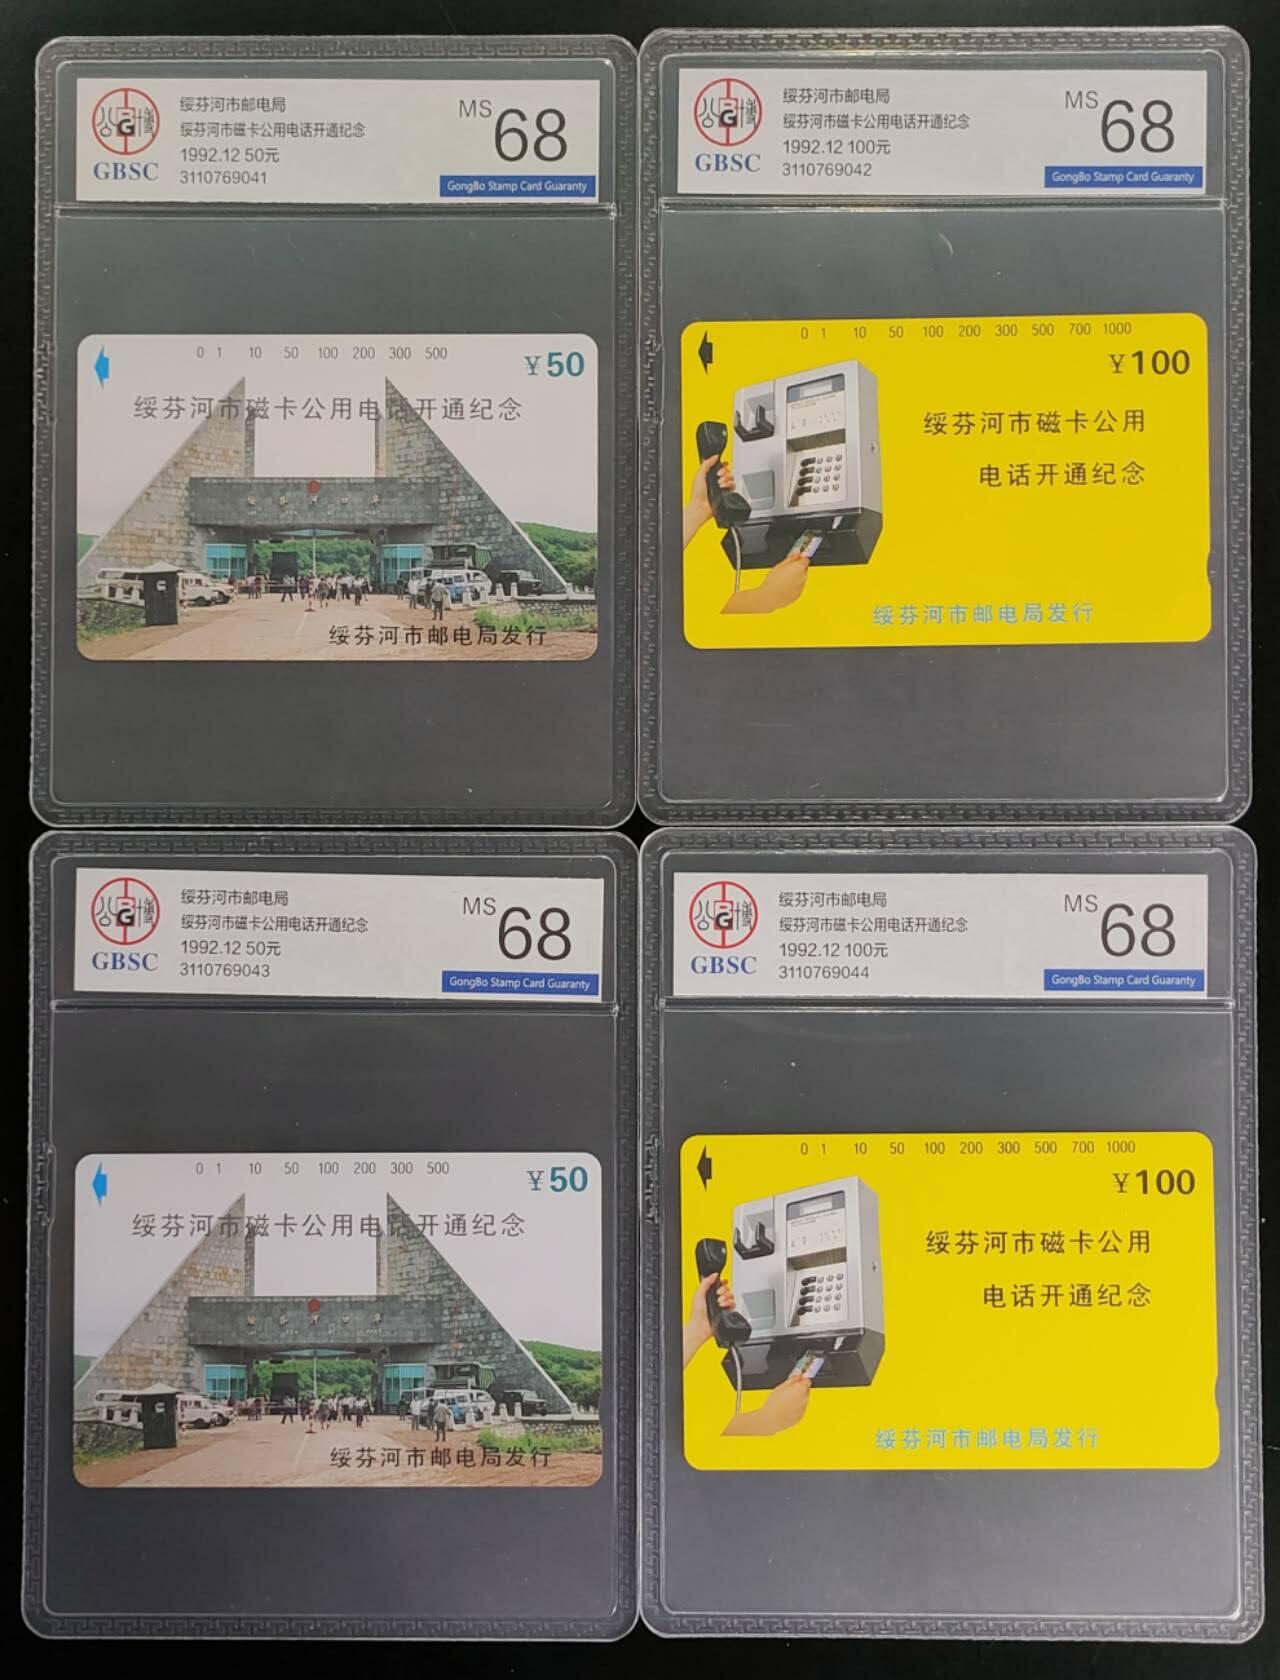 绥芬河市邮电局
绥芬河市磁卡公用电话开通纪念
1992.12 50元
3110769041
GBSC
MS 68
GongBo Stamp Card Guaranty
0 1 10 50 100 200 300 500
¥50
绥芬河市磁卡公用电话开通纪念
绥芬河市邮电局发行
绥芬河市邮电局
绥芬河市磁卡公用电话开通纪念
1992.12 100元
3110769042
GBSC
MS 68
GongBo Stamp Card Guaranty
0 1 10 50 100 200 300 500 700 1000
¥100
绥芬河市磁卡公用
电话开通纪念
绥芬河市邮电局发行
绥芬河市邮电局
绥芬河市磁卡公用电话开通纪念
1992.12 50元
3110769043
GBSC
MS 68
GongBo Stamp Card Guaranty
0 1 10 50 100 200 300 500
¥50
绥芬河市磁卡公用电话开通纪念
绥芬河市邮电局发行
绥芬河市邮电局
绥芬河市磁卡公用电话开通纪念
1992.12 100元
3110769044
GBSC
MS 68
GongBo Stamp Card Guaranty
0 1 10 50 100 200 300 500 700 1000
¥100
绥芬河市磁卡公用
电话开通纪念
绥芬河市邮电局发行